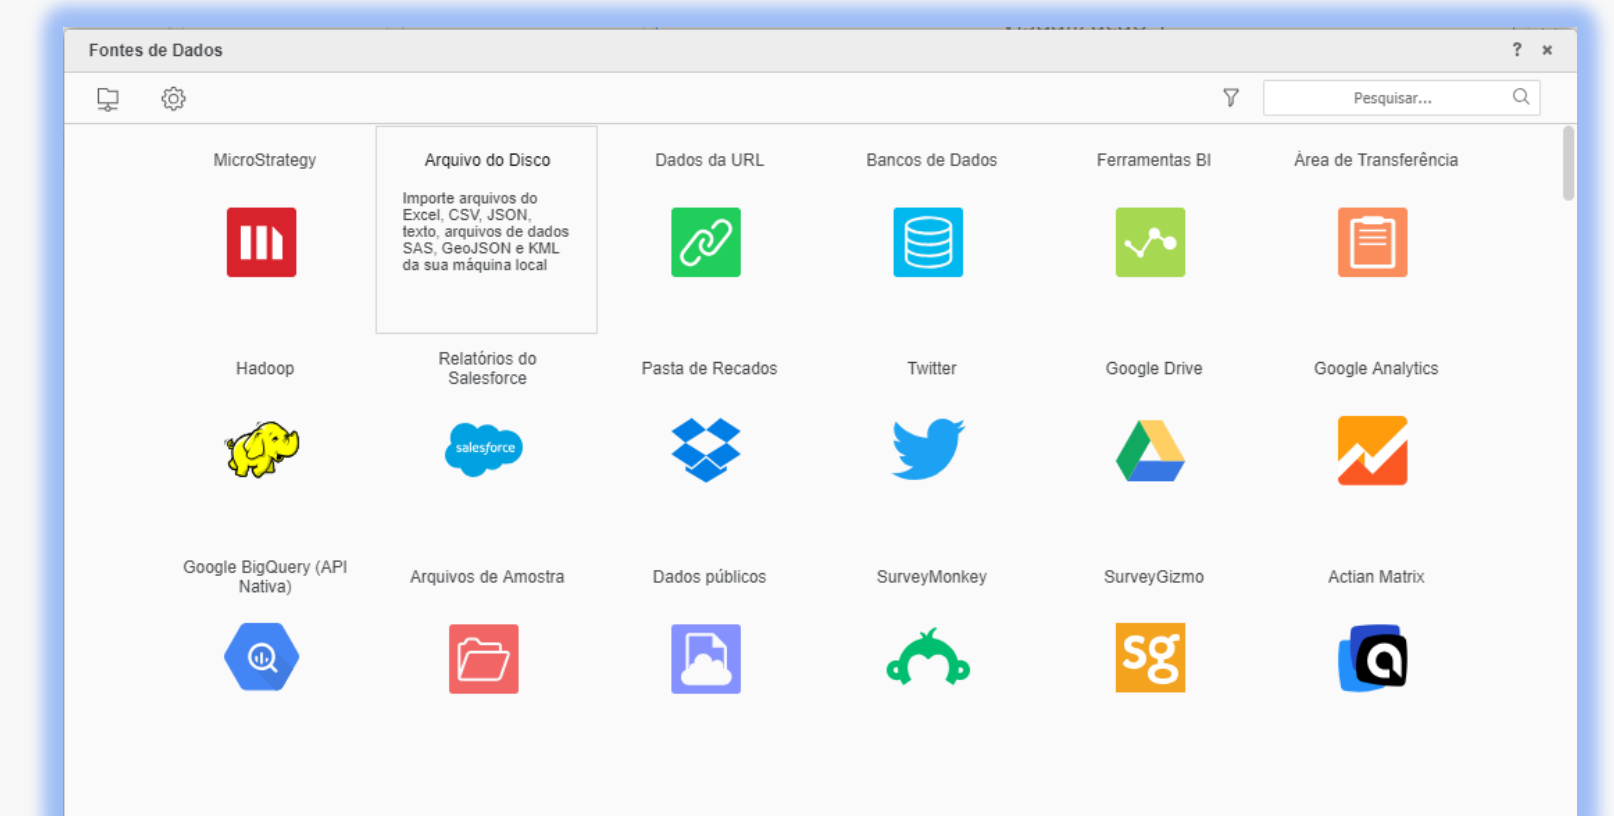 Fontes de Dados
?
×
Pesquisar...
MicroStrategy
Arquivo do Disco
Dados da URL
Bancos de Dados
Ferramentas BI
Área de Transferência
Importe arquivos do
Excel, CSV, JSON,
texto, arquivos de dados
SAS, GeoJSON e KML
da sua máquina local
Hadoop
Relatórios do
Salesforce
Pasta de Recados
Twitter
Google Drive
Google Analytics
salesforce
Google BigQuery (API
Nativa)
Arquivos de Amostra
Dados públicos
SurveyMonkey
SurveyGizmo
Actian Matrix
sg